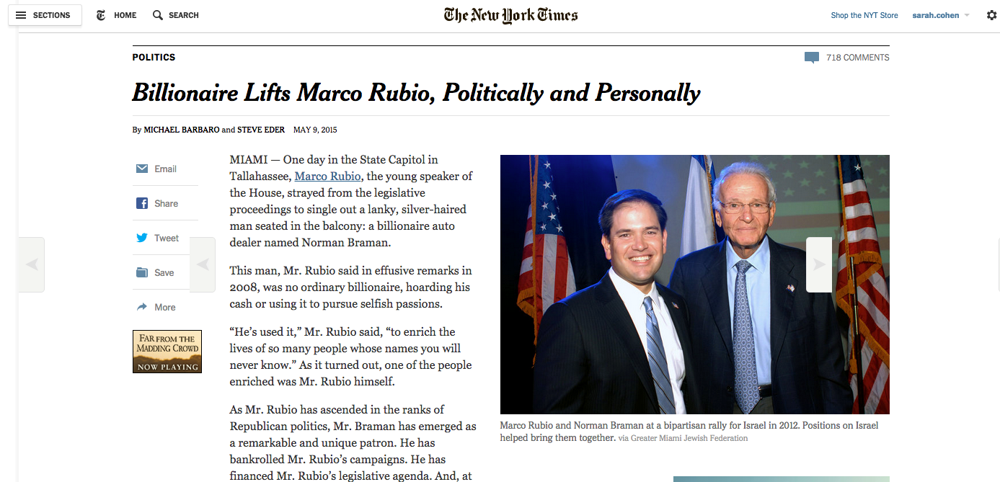 SECTIONS
HOME
SEARCH
The New York Times
Shop the NYT Store
sarah.cohen
POLITICS
718 COMMENTS
Billionaire Lifts Marco Rubio, Politically and Personally
By MICHAEL BARBARO and STEVE EDER MAY 9, 2015
Email
Share
Tweet
Save
More
FAR FROM THE
MADDING CROWD
NOW PLAYING
MIAMI — One day in the State Capitol in
Tallahassee, Marco Rubio, the young speaker of
the House, strayed from the legislative
proceedings to single out a lanky, silver-haired
man seated in the balcony: a billionaire auto
dealer named Norman Braman.
This man, Mr. Rubio said in effusive remarks in
2008, was no ordinary billionaire, hoarding his
cash or using it to pursue selfish passions.
“He’s used it,” Mr. Rubio said, “to enrich the
lives of so many people whose names you will
never know.” As it turned out, one of the people
enriched was Mr. Rubio himself.
As Mr. Rubio has ascended in the ranks of
Republican politics, Mr. Braman has emerged as
a remarkable and unique patron. He has
bankrolled Mr. Rubio’s campaigns. He has
financed Mr. Rubio’s legislative agenda. And, at
Marco Rubio and Norman Braman at a bipartisan rally for Israel in 2012. Positions on Israel
helped bring them together. via Greater Miami Jewish Federation